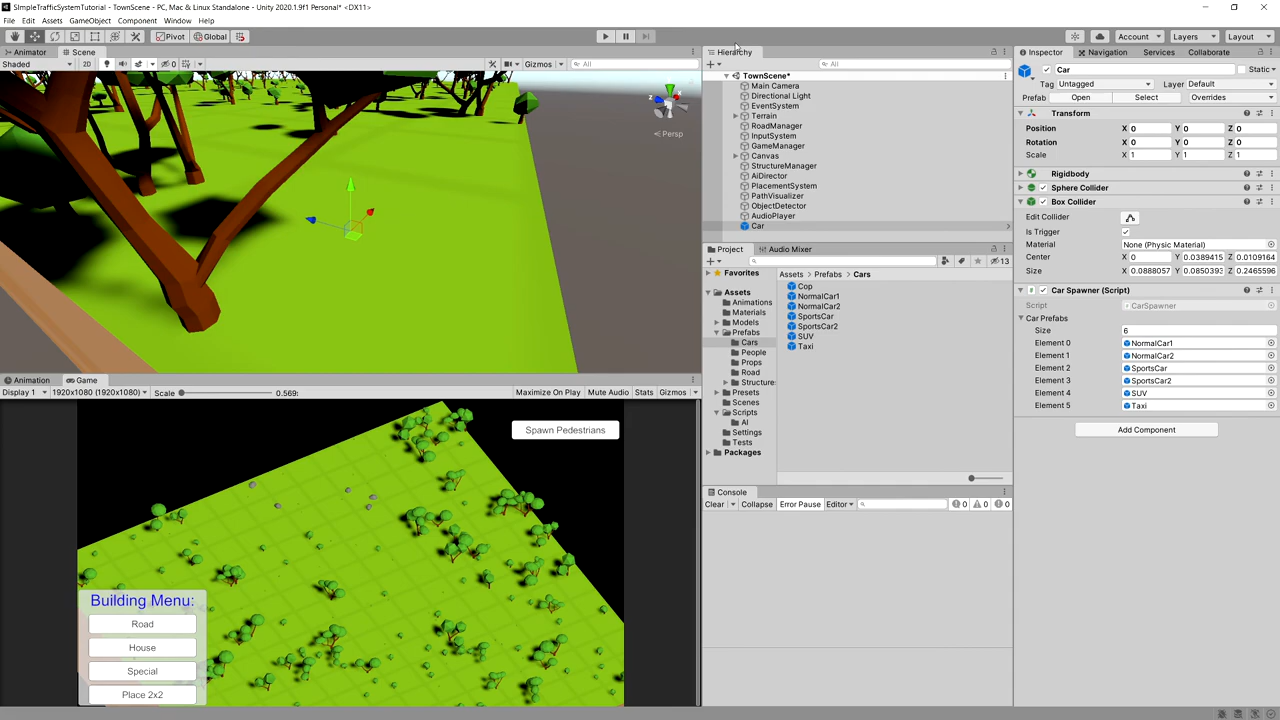 SImpleTrafficSystemTutorial - TownScene - PC, Mac & Linux Standalone - Unity 2020.1.9f1 Personal* <DX11>
File Edit Assets GameObject Component Window Help
Pivot Global Account Layers Layout
Animator Scene
Shaded 2D 0 Gizmos All
Persp
Animation Game
Display 1 1920x1080 (1920x1080) Scale 0.569: Maximize On Play Mute Audio Stats Gizmos
Spawn Pedestrians
Building Menu:
Road
House
Special
Place 2x2
Hierarchy
All
TownScene*
Main Camera
Directional Light
EventSystem
Terrain
RoadManager
InputSystem
GameManager
Canvas
StructureManager
AiDirector
PlacementSystem
PathVisualizer
ObjectDetector
AudioPlayer
Car
Project Audio Mixer
13
Favorites
Assets
Animations
Materials
Models
Prefabs
Cars
People
Props
Road
Structure
Presets
Scenes
Scripts
AI
Settings
Tests
Packages
Assets Prefabs Cars
Cop
NormalCar1
NormalCar2
SportsCar
SportsCar2
SUV
Taxi
Console
Clear Collapse Error Pause Editor 0 0 0
Inspector Navigation Services Collaborate
Car Static
Tag Untagged Layer Default
Prefab Open Select Overrides
Transform
Position X 0 Y 0 Z 0
Rotation X 0 Y 0 Z 0
Scale X 1 Y 1 Z 1
Rigidbody
Sphere Collider
Box Collider
Edit Collider
Is Trigger
Material None (Physic Material)
Center X 0 Y 0.0389415 Z 0.0109164
Size X 0.0888057 Y 0.0850393 Z 0.2465596
Car Spawner (Script)
Script CarSpawner
Car Prefabs
Size 6
Element 0 NormalCar1
Element 1 NormalCar2
Element 2 SportsCar
Element 3 SportsCar2
Element 4 SUV
Element 5 Taxi
Add Component